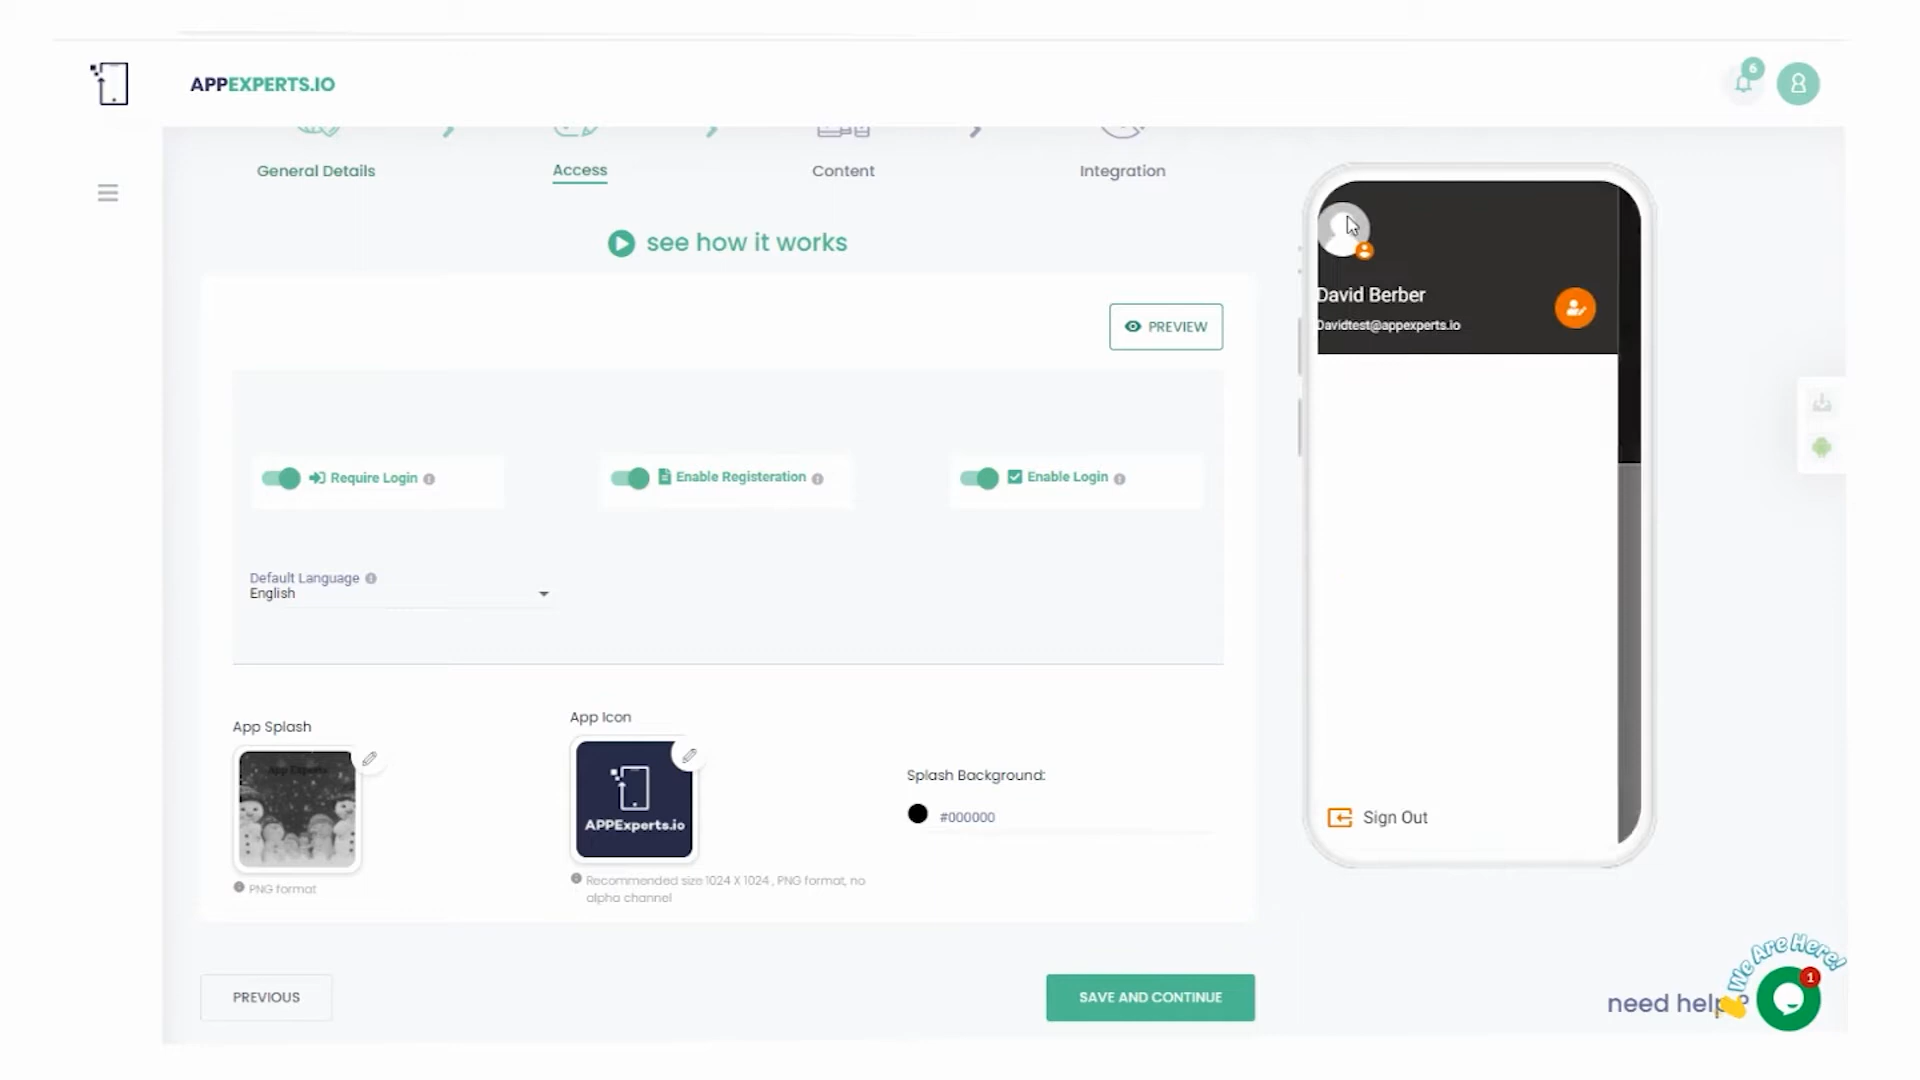 APPEXPERTS.IO
6
General Details
Access
Content
Integration
see how it works
PREVIEW
Require Login
Enable Registeration
Enable Login
Default Language
English
App Splash
App Experts
PNG format
App Icon
APPExperts.io
Recommended size 1024 X 1024 , PNG format, no
alpha channel
Splash Background:
#000000
PREVIOUS
SAVE AND CONTINUE
David Berber
Davidtest@appexperts.io
Sign Out
We Are Here!
1
need help?